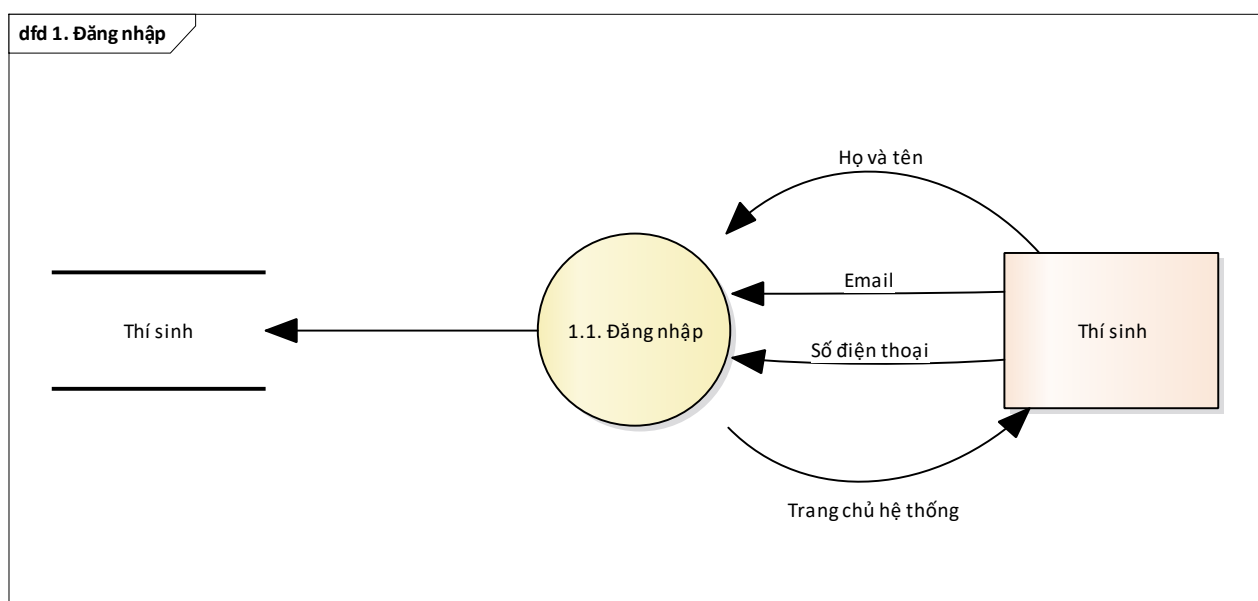 dfd 1. Đăng nhập
Họ và tên
Email
Thí sinh
1.1. Đăng nhập
Số điện thoại
Thí sinh
Trang chủ hệ thống